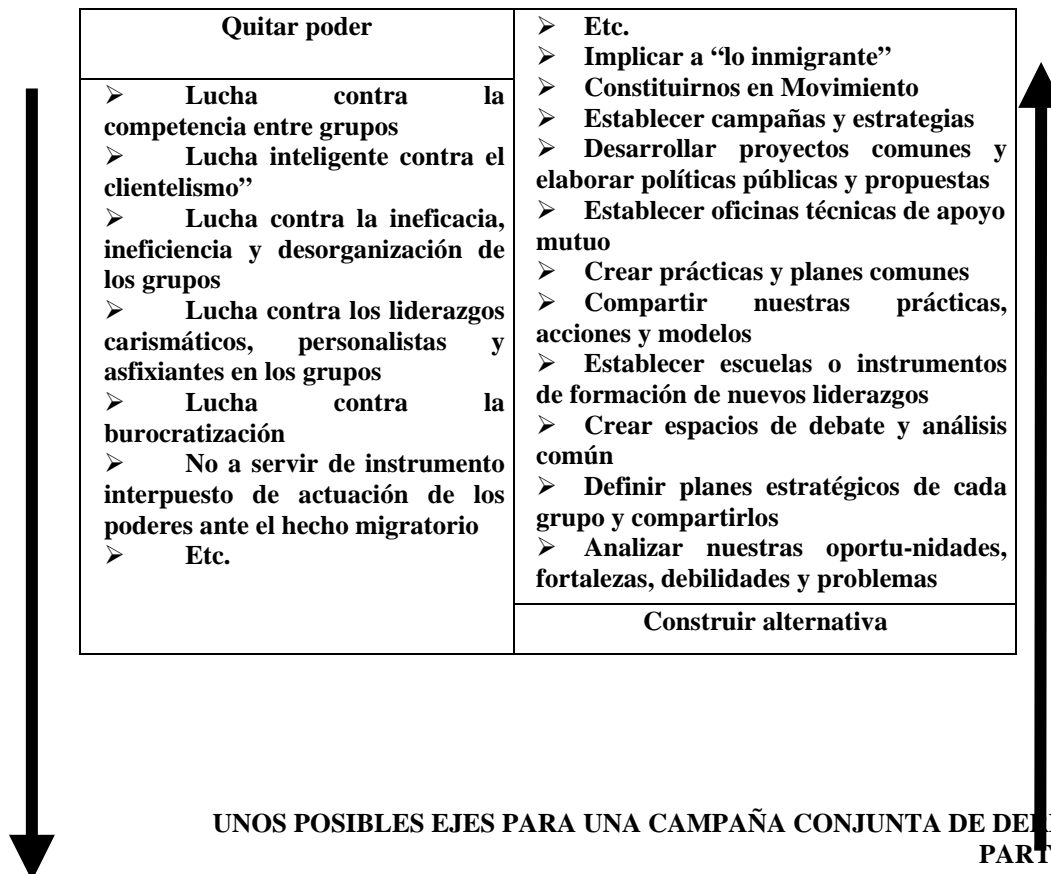 Quitar poder
➢ Lucha contra la
competencia entre grupos
➢ Lucha inteligente contra el
clientelismo”
➢ Lucha contra la ineficacia,
ineficiencia y desorganización de
los grupos
➢ Lucha contra los liderazgos
carismáticos, personalistas y
asfixiantes en los grupos
➢ Lucha contra la
burocratización
➢ No a servir de instrumento
interpuesto de actuación de los
poderes ante el hecho migratorio
➢ Etc.
➢ Etc.
➢ Implicar a “lo inmigrante”
➢ Constituirnos en Movimiento
➢ Establecer campañas y estrategias
➢ Desarrollar proyectos comunes y
elaborar políticas públicas y propuestas
➢ Establecer oficinas técnicas de apoyo
mutuo
➢ Crear prácticas y planes comunes
➢ Compartir nuestras prácticas,
acciones y modelos
➢ Establecer escuelas o instrumentos
de formación de nuevos liderazgos
➢ Crear espacios de debate y análisis
común
➢ Definir planes estratégicos de cada
grupo y compartirlos
➢ Analizar nuestras oportu-nidades,
fortalezas, debilidades y problemas
Construir alternativa
UNOS POSIBLES EJES PARA UNA CAMPAÑA CONJUNTA DE